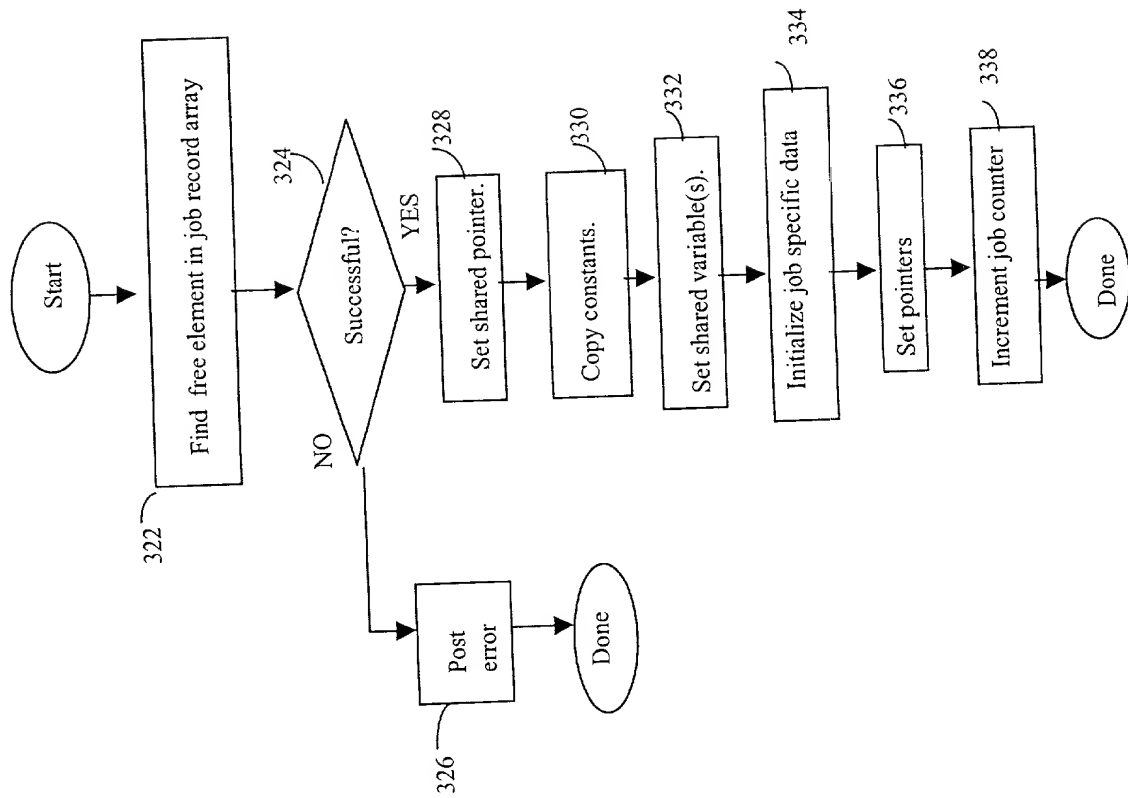 Start
322
Find free element in job record array
324
Successful?
NO
YES
328
Set shared pointer.
330
Copy constants.
332
Set shared variable(s).
334
Initialize job specific data
336
Set pointers
338
Increment job counter
Done
326
Post
error
Done